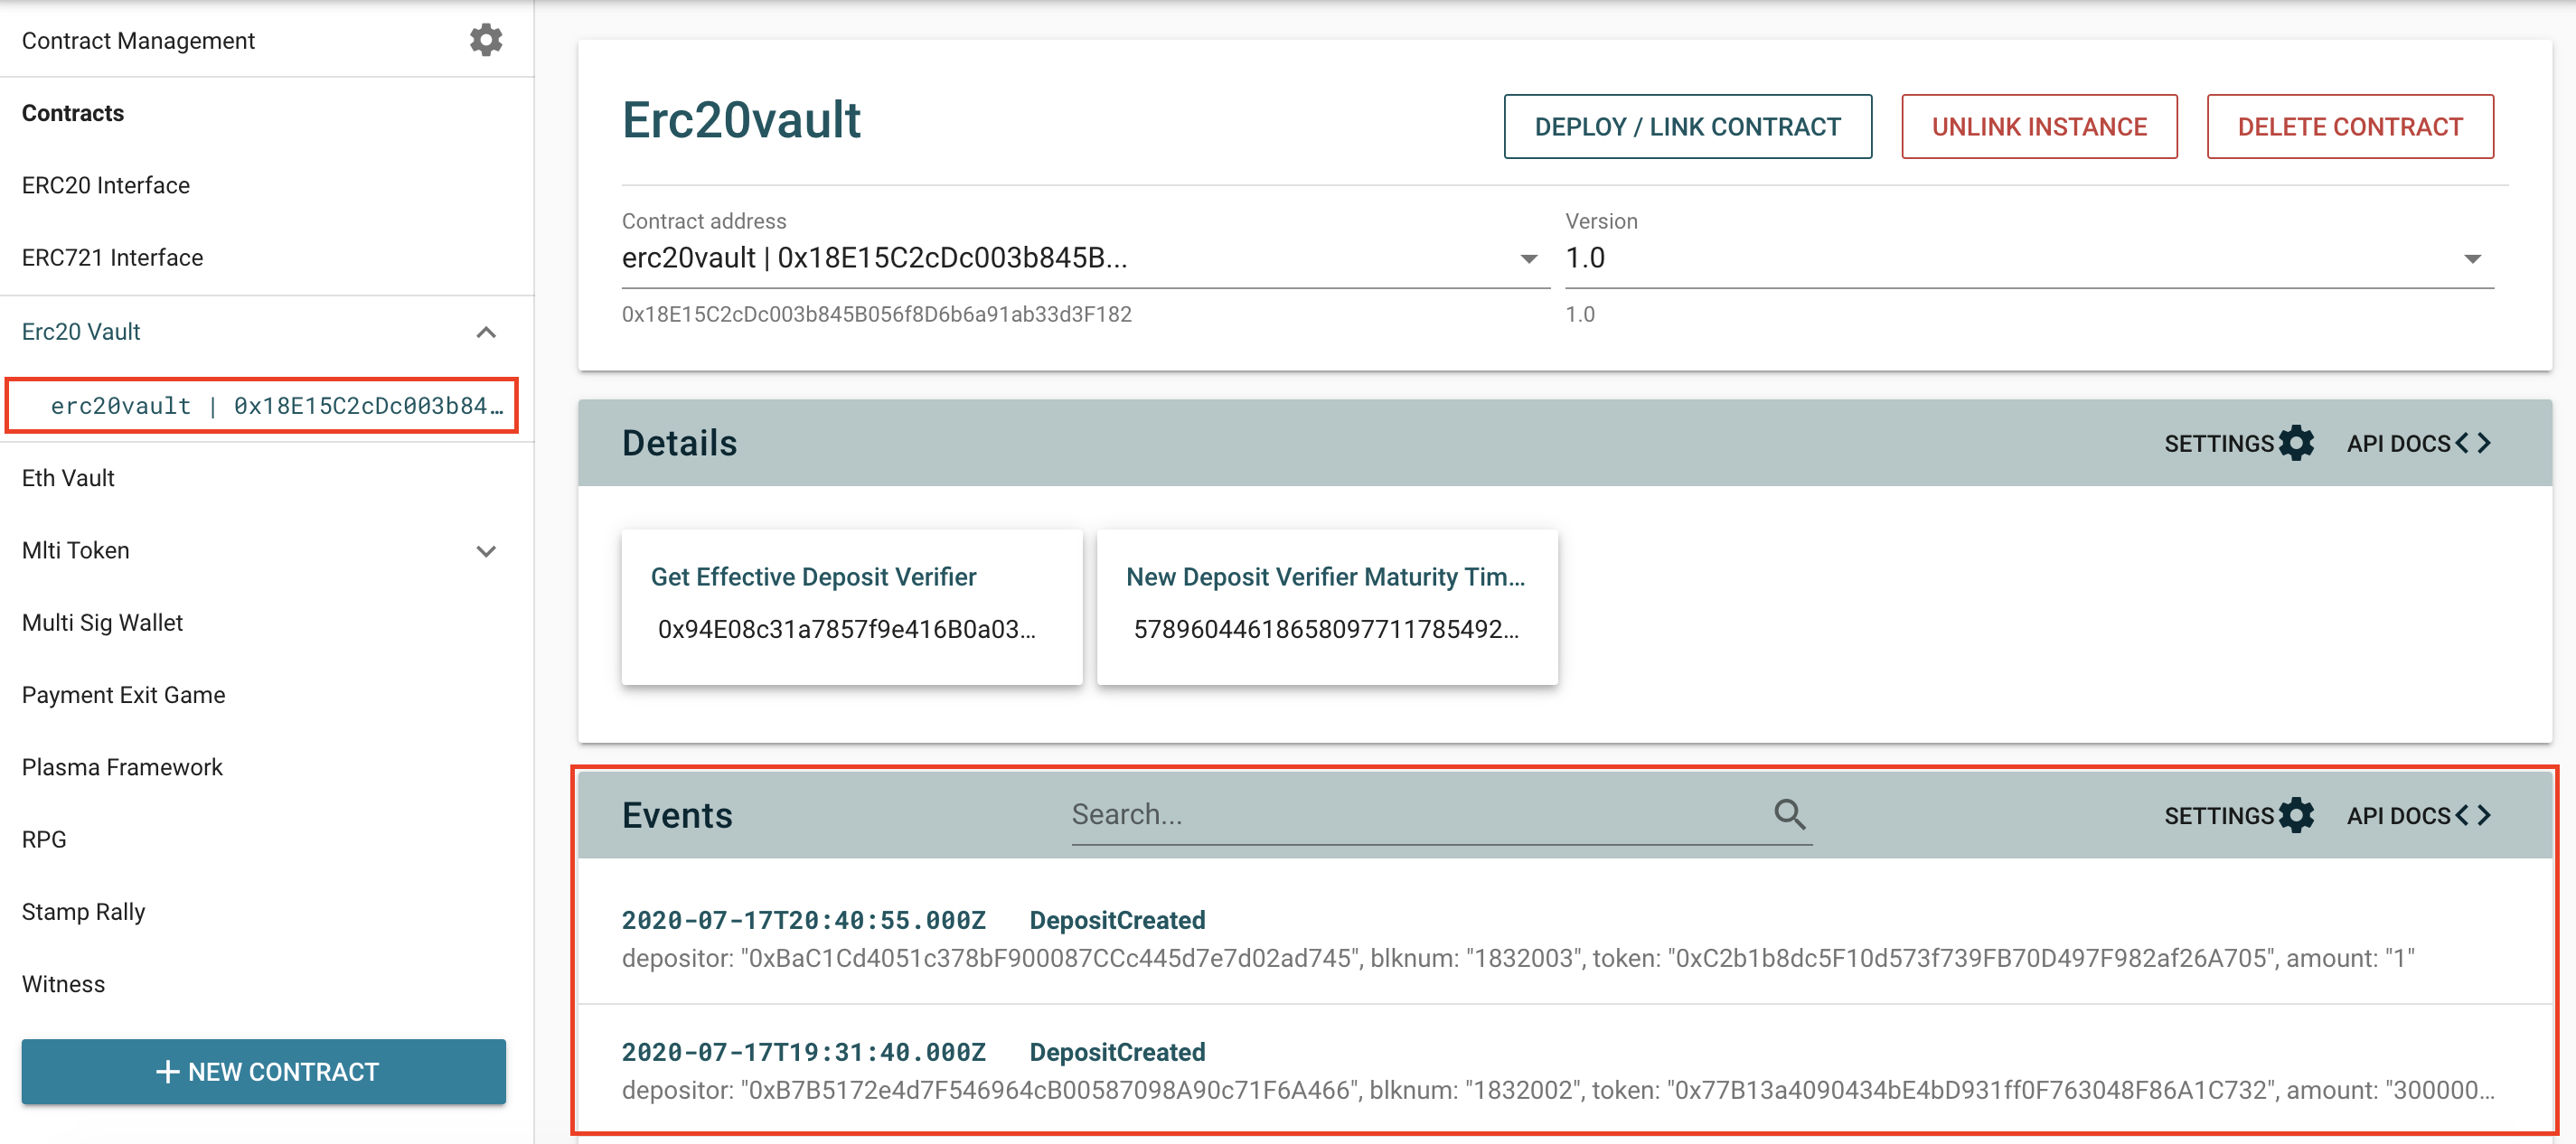 Contract Management
Contracts
ERC20 Interface
ERC721 Interface
Erc20 Vault
erc20vault | 0x18E15C2cDc003b84...
Eth Vault
Mlti Token
Multi Sig Wallet
Payment Exit Game
Plasma Framework
RPG
Stamp Rally
Witness
+ NEW CONTRACT
Erc20vault
DEPLOY / LINK CONTRACT
UNLINK INSTANCE
DELETE CONTRACT
Contract address
erc20vault | 0x18E15C2cDc003b845B...
0x18E15C2cDc003b845B056f8D6b6a91ab33d3F182
Version
1.0
1.0
Details
SETTINGS
API DOCS
Get Effective Deposit Verifier
0x94E08c31a7857f9e416B0a03...
New Deposit Verifier Maturity Tim...
57896044618658097711785492...
Events
Search...
SETTINGS
API DOCS
2020-07-17T20:40:55.000Z DepositCreated
depositor: "0xBaC1Cd4051c378bF900087CCc445d7e7d02ad745", blknum: "1832003", token: "0xC2b1b8dc5F10d573f739FB70D497F982af26A705", amount: "1"
2020-07-17T19:31:40.000Z DepositCreated
depositor: "0xB7B5172e4d7F546964cB00587098A90c71F6A466", blknum: "1832002", token: "0x77B13a4090434bE4bD931ff0F763048F86A1C732", amount: "300000...